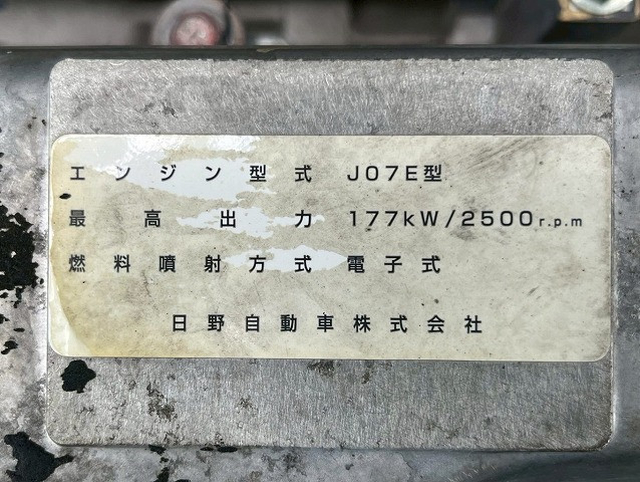 エンジン型式 J07E型
最高出力 177kW/2500r.p.m
燃料噴射方式 電子式
日野自動車株式会社